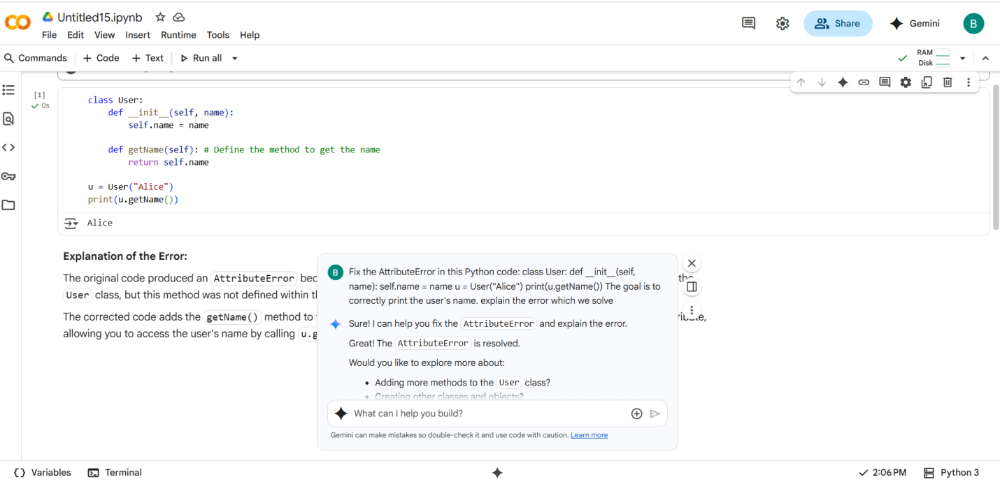 Untitled15.ipynb
File Edit View Insert Runtime Tools Help
Share
Gemini
B
Commands + Code + Text Run all
RAM
Disk
[1]
0s
class User:
    def __init__(self, name):
        self.name = name
    def getName(self): # Define the method to get the name
        return self.name
u = User("Alice")
print(u.getName())
Alice
Explanation of the Error:
The original code produced an AttributeError
User class, but this method was not defined within
The corrected code adds the getName() method to
allowing you to access the user's name by calling
B
Fix the AttributeError in this Python code: class User: def __init__(self,
name): self.name = name u = User("Alice") print(u.getName()) The goal is to
correctly print the user's name. explain the error which we solve
Sure! I can help you fix the AttributeError and explain the error.
Great! The AttributeError is resolved.
Would you like to explore more about:
• Adding more methods to the User class?
• Creating other classes and objects?
What can I help you build?
Gemini can make mistakes so double-check it and use code with caution. Learn more
Variables Terminal
2:06 PM Python 3